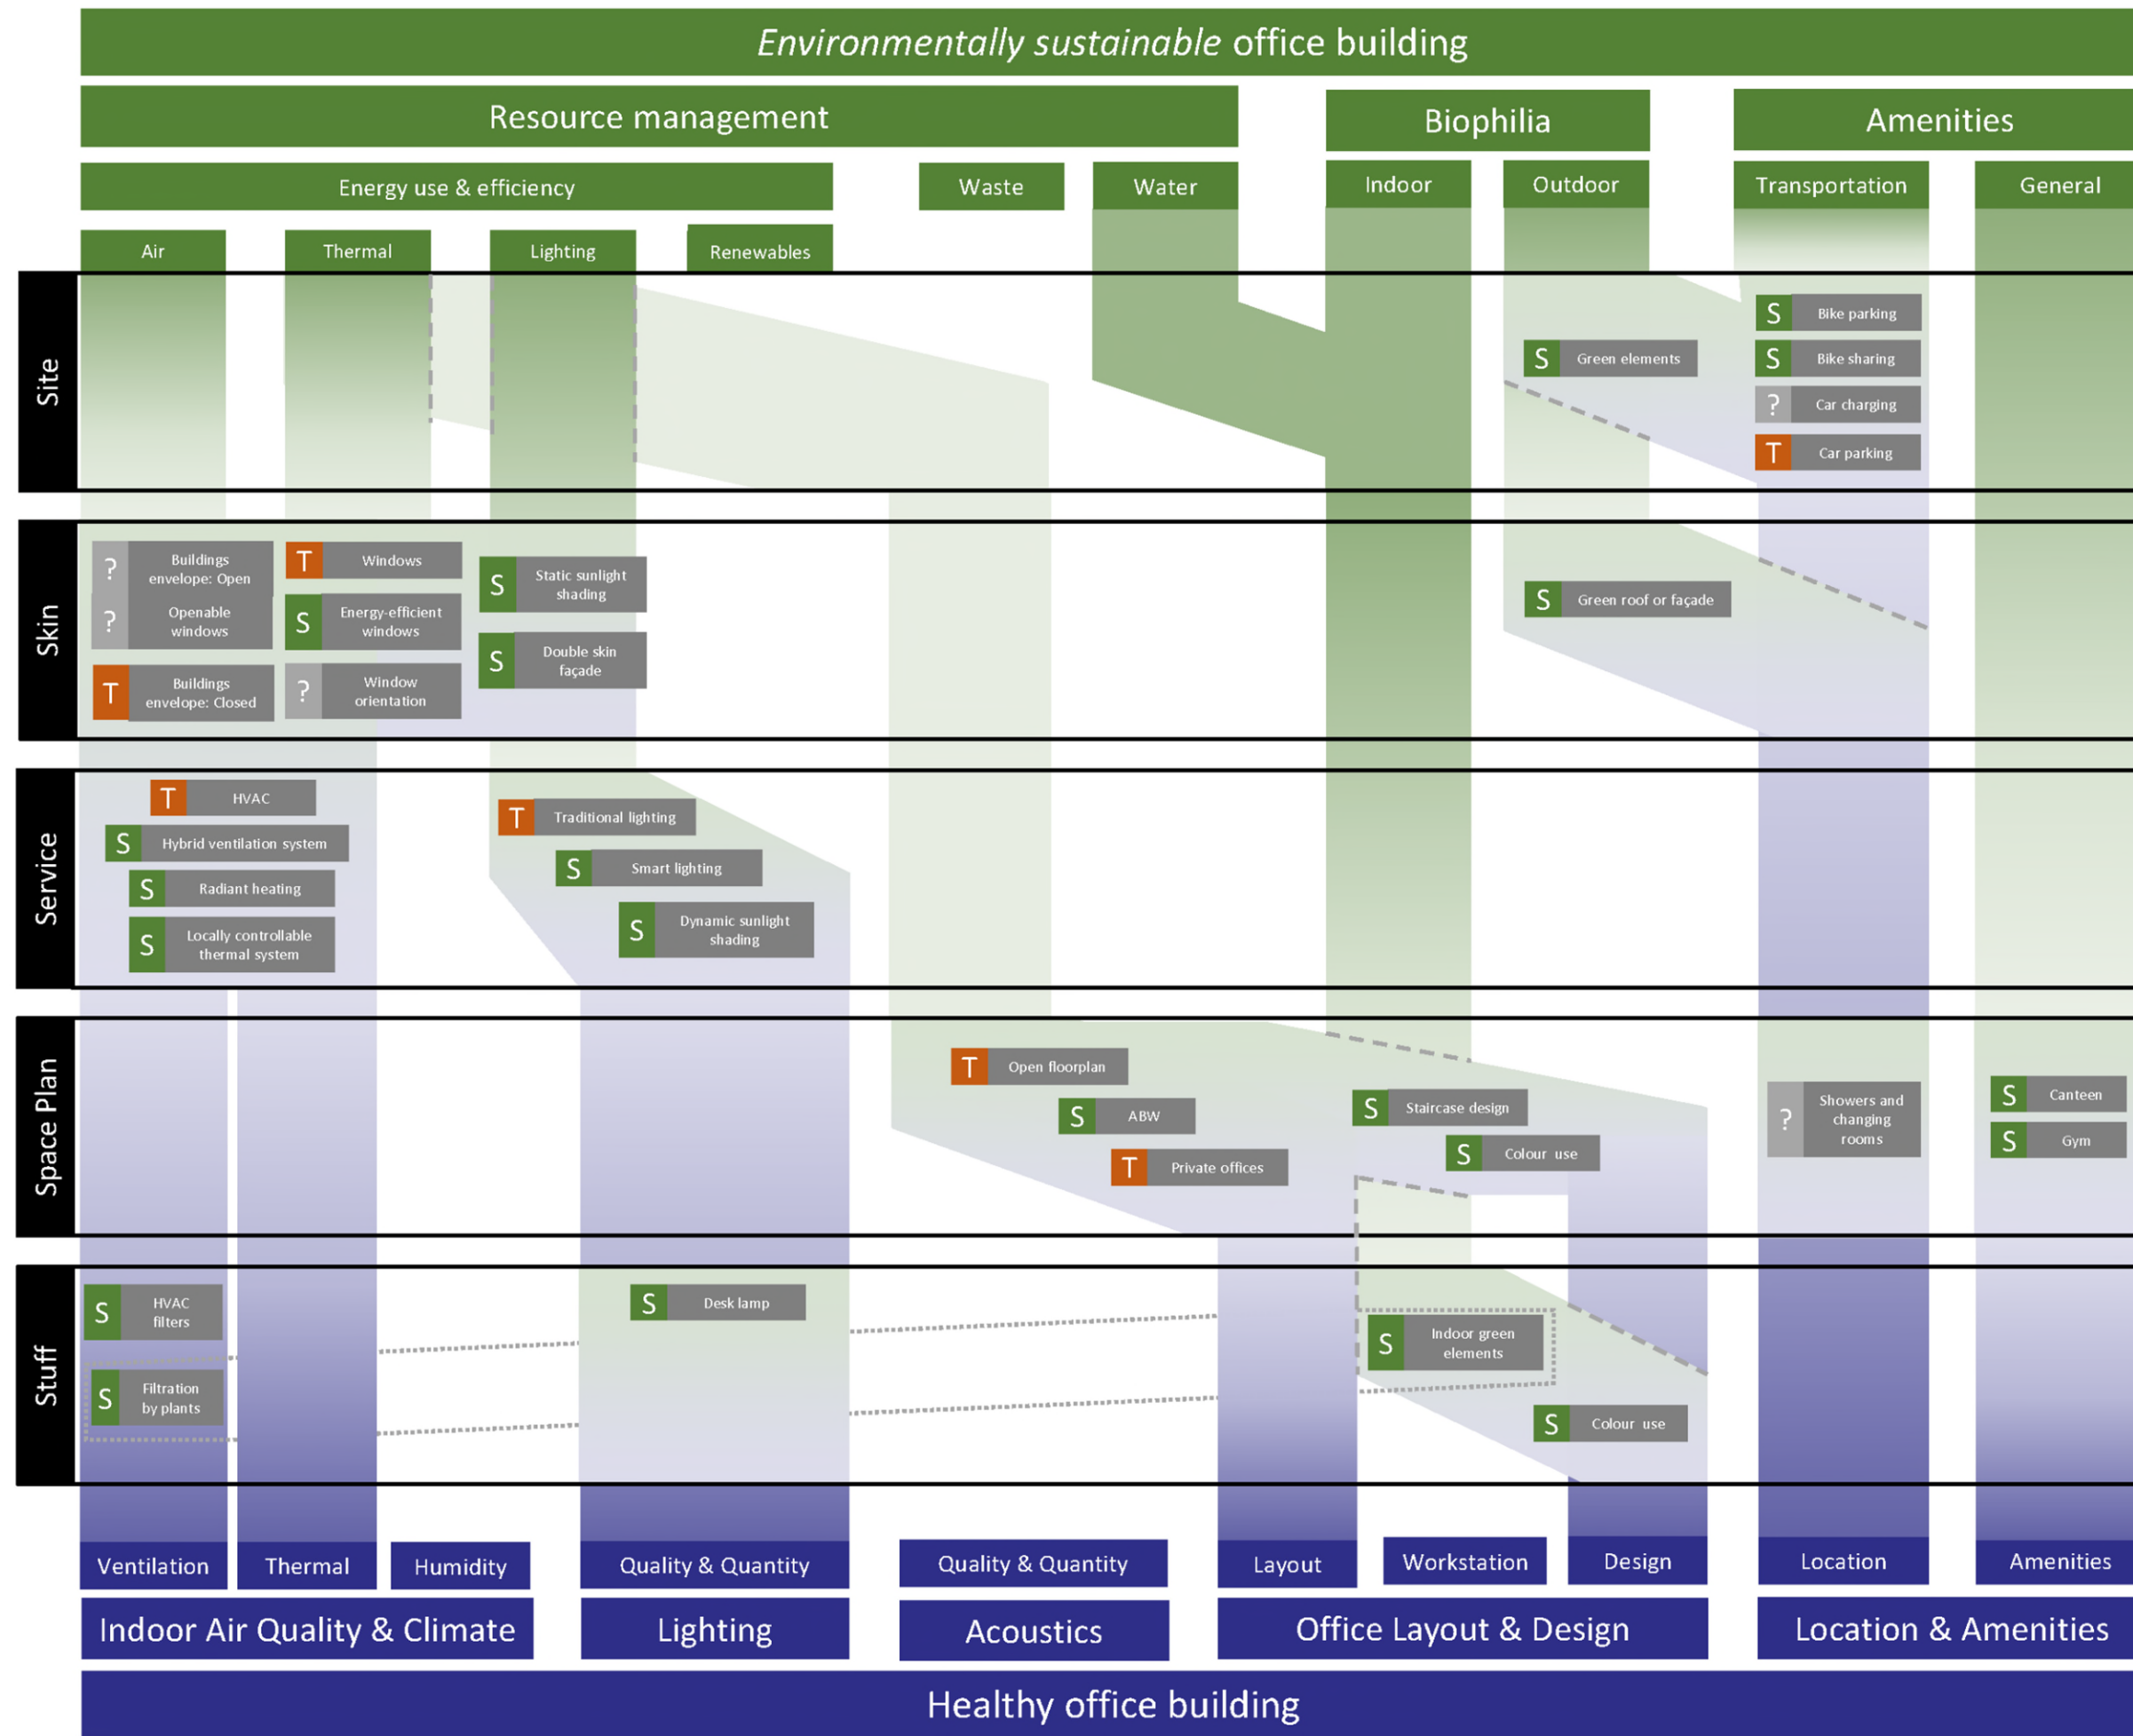 Environmentally sustainable office building
Resource management
Biophilia
Amenities
Energy use & efficiency
Waste
Water
Indoor
Outdoor
Transportation
General
Air
Thermal
Lighting
Renewables
Site
S Bike parking
S Bike sharing
S Green elements
? Car charging
T Car parking
Skin
? Buildings
envelope: Open
? Openable
windows
T Buildings
envelope: Closed
T Windows
S Energy-efficient
windows
? Window
orientation
S Static sunlight
shading
S Double skin
façade
S Green roof or façade
Service
T HVAC
S Hybrid ventilation system
S Radiant heating
S Locally controllable
thermal system
T Traditional lighting
S Smart lighting
S Dynamic sunlight
shading
Space Plan
T Open floorplan
S ABW
T Private offices
S Staircase design
S Colour use
? Showers and
changing
rooms
S Canteen
S Gym
Stuff
S HVAC
filters
S Filtration
by plants
S Desk lamp
S Indoor green
elements
S Colour use
Ventilation
Thermal
Humidity
Quality & Quantity
Quality & Quantity
Layout
Workstation
Design
Location
Amenities
Indoor Air Quality & Climate
Lighting
Acoustics
Office Layout & Design
Location & Amenities
Healthy office building